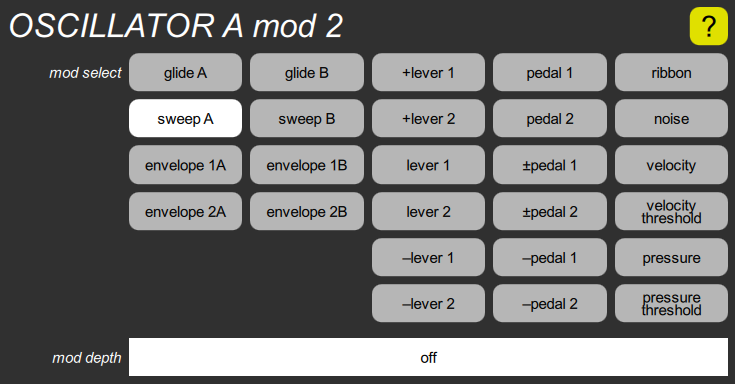 OSCILLATOR A mod 2 ?
mod select glide A glide B +lever 1 pedal 1 ribbon
sweep A sweep B +lever 2 pedal 2 noise
envelope 1A envelope 1B lever 1 ±pedal 1 velocity
envelope 2A envelope 2B lever 2 ±pedal 2 velocity
threshold
–lever 1 –pedal 1 pressure
–lever 2 –pedal 2 pressure
threshold
mod depth off